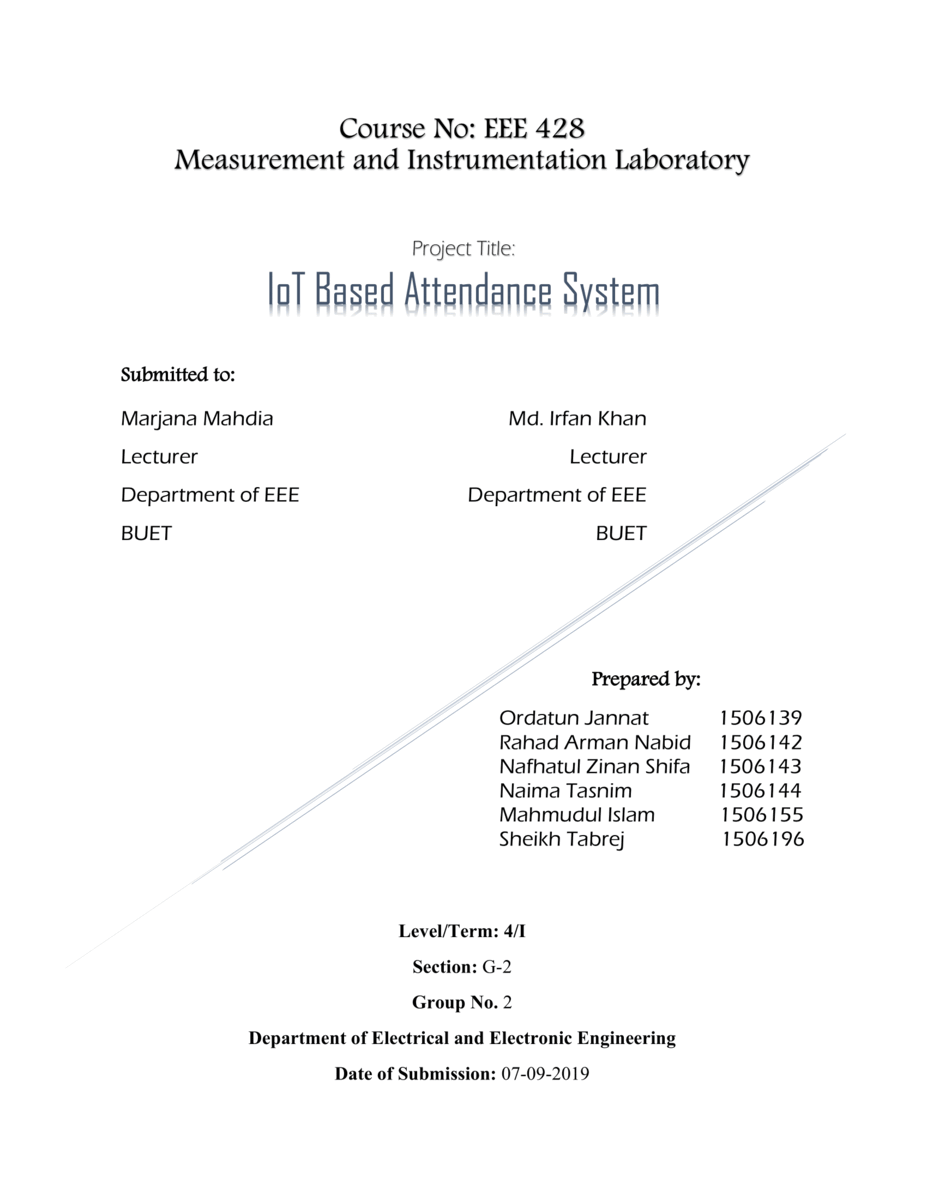 Course No: EEE 428
Measurement and Instrumentation Laboratory
Project Title:
IoT Based Attendance System
Submitted to:
Marjana Mahdia
Lecturer
Department of EEE
BUET
Md. Irfan Khan
Lecturer
Department of EEE
BUET
Prepared by:
Ordatun Jannat 1506139
Rahad Arman Nabid 1506142
Nafhatul Zinan Shifa 1506143
Naima Tasnim 1506144
Mahmudul Islam 1506155
Sheikh Tabrej 1506196
Level/Term: 4/I
Section: G-2
Group No. 2
Department of Electrical and Electronic Engineering
Date of Submission: 07-09-2019